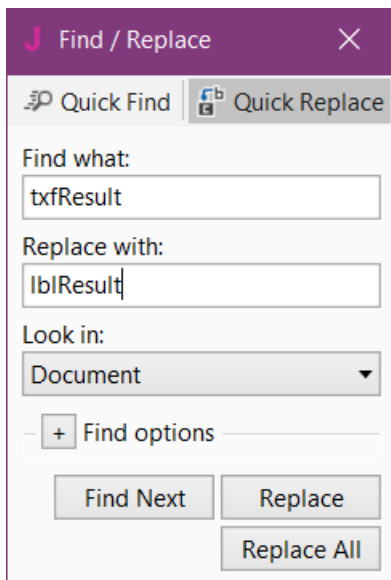 J Find / Replace
Quick Find Quick Replace
Find what:
txfResult
Replace with:
lblResult
Look in:
Document
+ Find options
Find Next Replace
Replace All